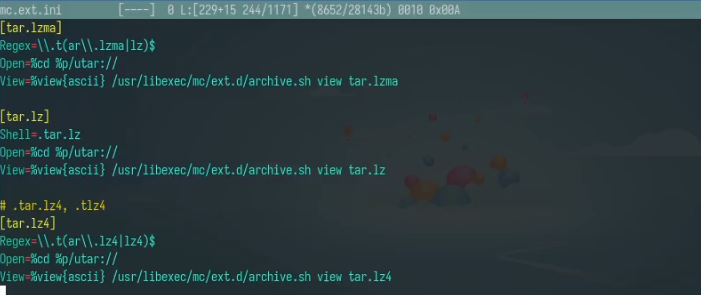 mc.ext.ini [----] 0 L:[229+15 244/1171] *(8652/28143b) 0010 0x00A
[tar.lzma]
Regex=\\.t(ar\\.lzma|lz)$
Open=%cd %p/utar://
View=%view{ascii} /usr/libexec/mc/ext.d/archive.sh view tar.lzma
[tar.lz]
Shell=.tar.lz
Open=%cd %p/utar://
View=%view{ascii} /usr/libexec/mc/ext.d/archive.sh view tar.lz
# .tar.lz4, .tlz4
[tar.lz4]
Regex=\\.t(ar\\.lz4|lz4)$
Open=%cd %p/utar://
View=%view{ascii} /usr/libexec/mc/ext.d/archive.sh view tar.lz4